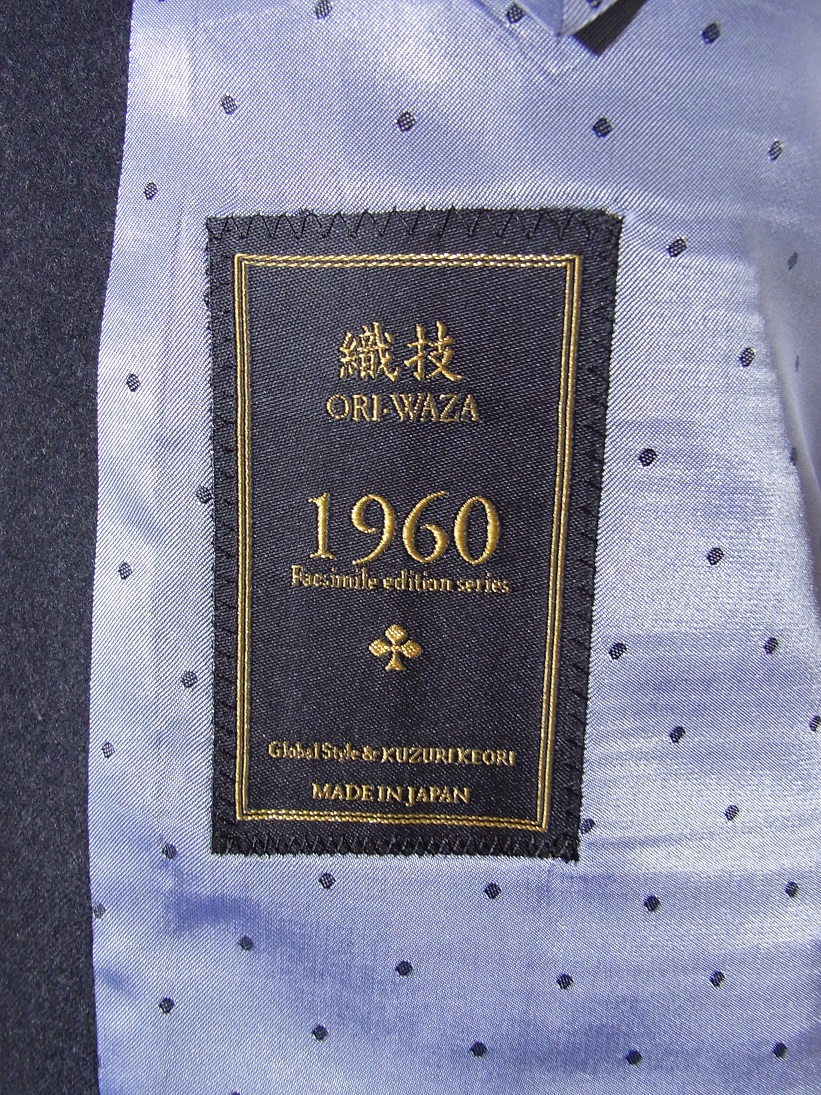 織技
ORI-WAZA
1960
Facsimile edition series
Global Style & KUZURI KEORI
MADE IN JAPAN